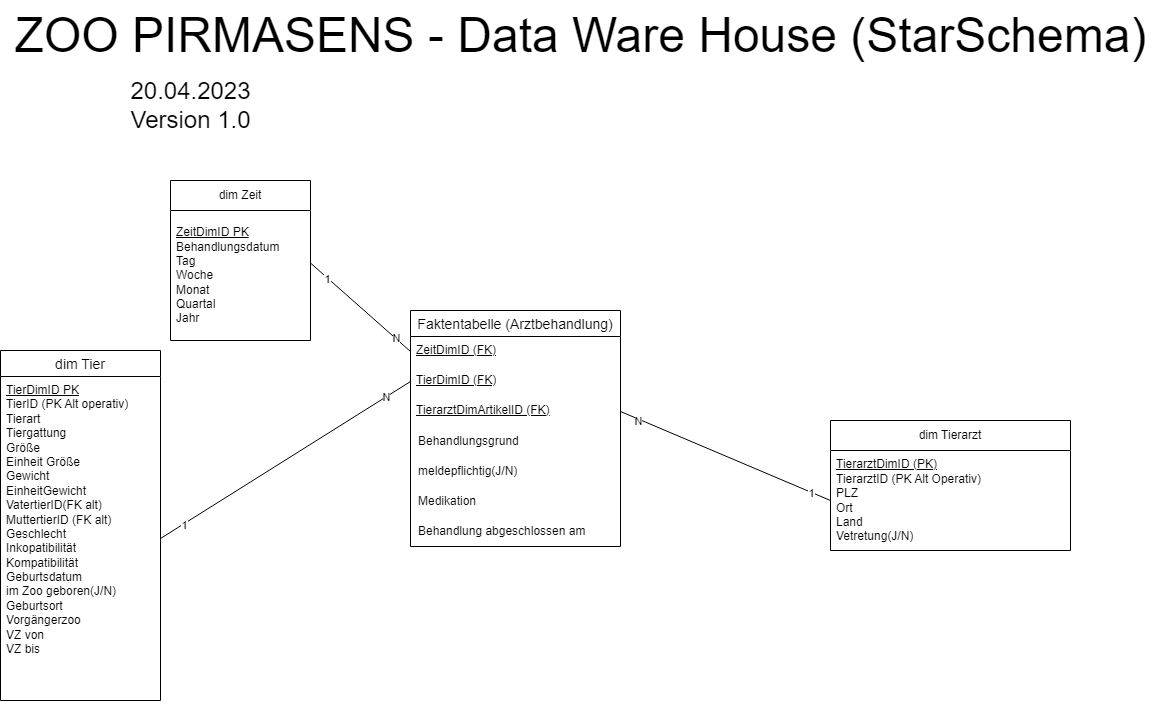 ZOO PIRMASENS - Data Ware House (StarSchema)
20.04.2023
Version 1.0
dim Zeit
ZeitDimID PK
Behandlungsdatum
Tag
Woche
Monat
Quartal
Jahr
1
N
dim Tier
TierDimID PK
TierID (PK Alt operativ)
Tierart
Tiergattung
Größe
Einheit Größe
Gewicht
EinheitGewicht
VatertierID(FK alt)
MuttertierID (FK alt)
Geschlecht
Inkopatibilität
Kompatibilität
Geburtsdatum
im Zoo geboren(J/N)
Geburtsort
Vorgängerzoo
VZ von
VZ bis
1
N
Faktentabelle (Arztbehandlung)
ZeitDimID (FK)
TierDimID (FK)
TierarztDimArtikelID (FK)
Behandlungsgrund
meldepflichtig(J/N)
Medikation
Behandlung abgeschlossen am
N
1
dim Tierarzt
TierarztDimID (PK)
TierarztID (PK Alt Operativ)
PLZ
Ort
Land
Vetretung(J/N)